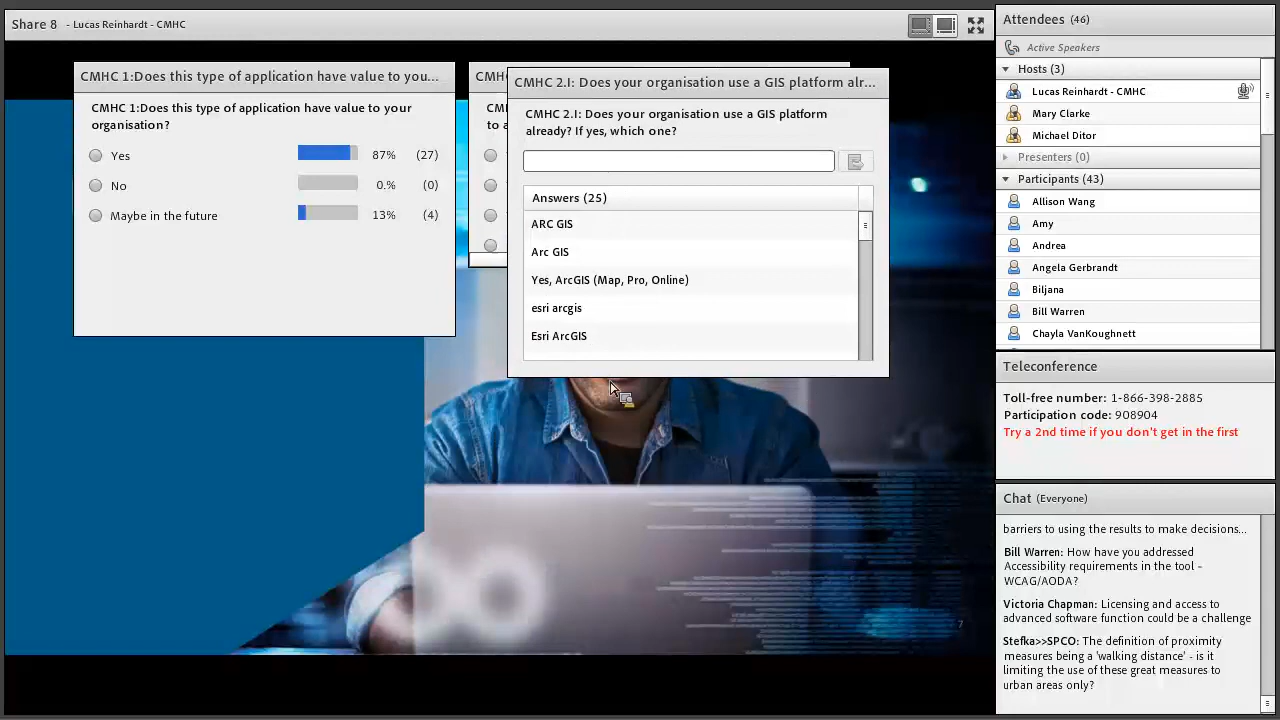 Share 8 - Lucas Reinhardt - CMHC
CMHC 1:Does this type of application have value to you...
CMHC 1:Does this type of application have value to your
organisation?
Yes 87% (27)
No 0.% (0)
Maybe in the future 13% (4)
CMH
CM
to a
CMHC 2.I: Does your organisation use a GIS platform alr...
CMHC 2.I: Does your organisation use a GIS platform
already? If yes, which one?
Answers (25)
ARC GIS
Arc GIS
Yes, ArcGIS (Map, Pro, Online)
esri arcgis
Esri ArcGIS
7
Attendees (46)
Active Speakers
Hosts (3)
Lucas Reinhardt - CMHC
Mary Clarke
Michael Ditor
Presenters (0)
Participants (43)
Allison Wang
Amy
Andrea
Angela Gerbrandt
Biljana
Bill Warren
Chayla VanKoughnett
Teleconference
Toll-free number: 1-866-398-2885
Participation code: 908904
Try a 2nd time if you don't get in the first
Chat (Everyone)
barriers to using the results to take decisions.
Bill Warren: How have you adressed
Accessibility requirements in the tool -
WCAG/AODA?
Victoria Chapman: Training and access to
advanced software function would be a challenge
Stefa>>SPCO: The definition of proximity
measures being a walking distance - is it
limiting the use of these great measures to
urban areas only?